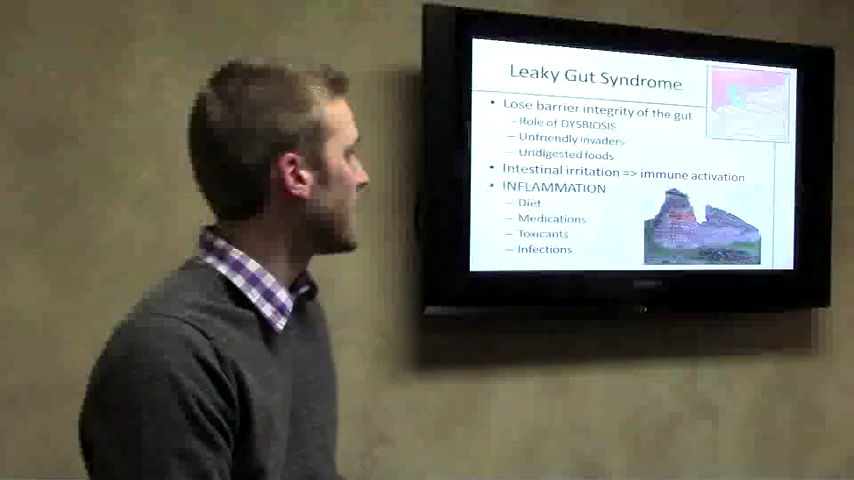 Leaky Gut Syndrome
• Lose barrier integrity of the gut
– Role of DYSBIOSIS
– Unfriendly invaders
– Undigested foods
• Intestinal irritation => immune activation
• INFLAMMATION
– Diet
– Medications
– Toxicants
– Infections